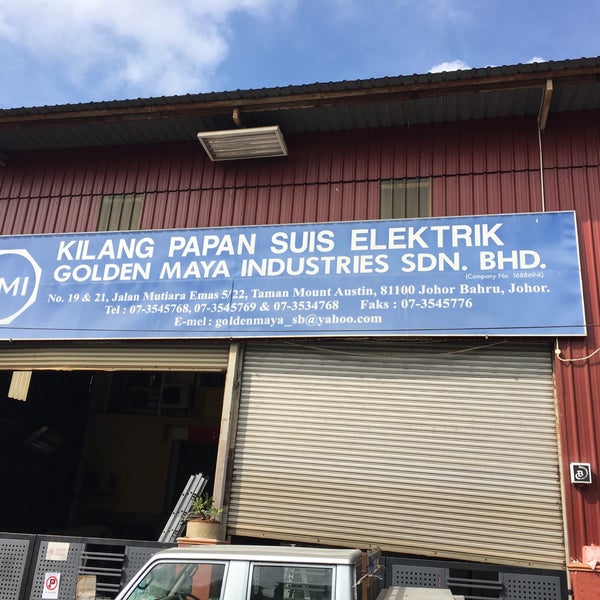 KILANG PAPAN SUIS ELEKTRIK
GOLDEN MAYA INDUSTRIES SDN. BHD.
(Company No. 168869-K)
MI
No. 19 & 21, Jalan Mutiara Emas 5/22, Taman Mount Austin, 81100 Johor Bahru, Johor.
Tel : 07-3545768, 07-3545769 & 07-3534768 Faks : 07-3545776
E-mel : goldenmaya_sb@yahoo.com
B
P